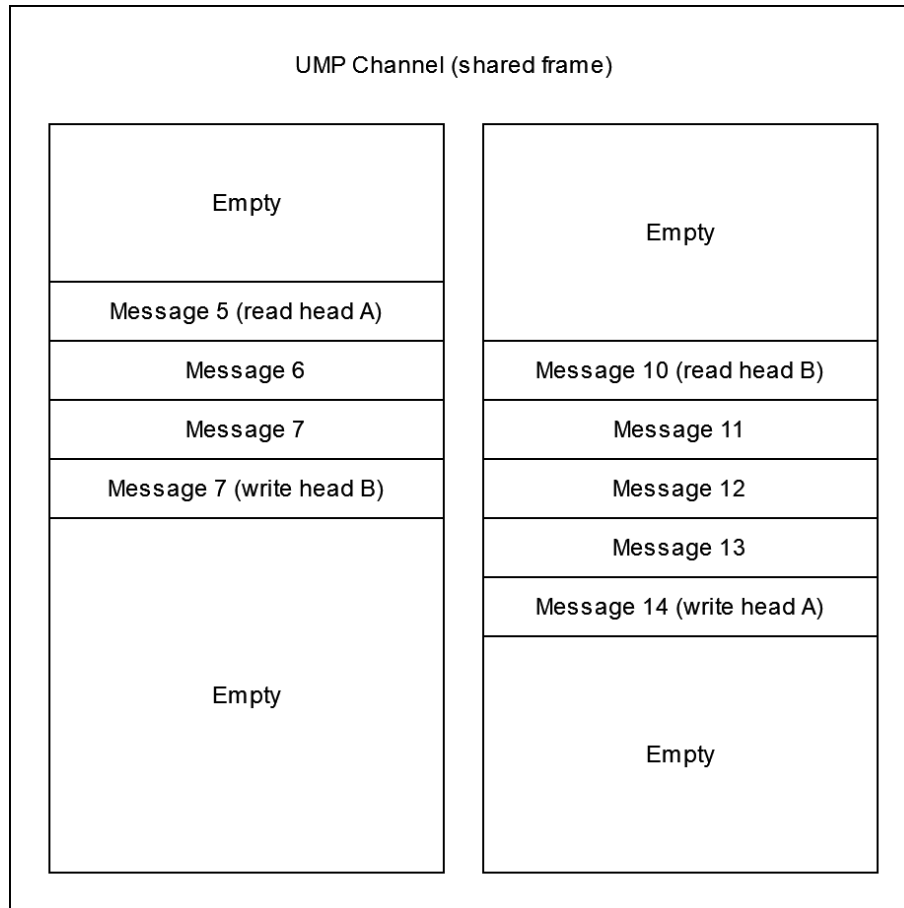 UMP Channel (shared frame)
Empty
Message 5 (read head A)
Message 6
Message 7
Message 7 (write head B)
Empty
Empty
Message 10 (read head B)
Message 11
Message 12
Message 13
Message 14 (write head A)
Empty